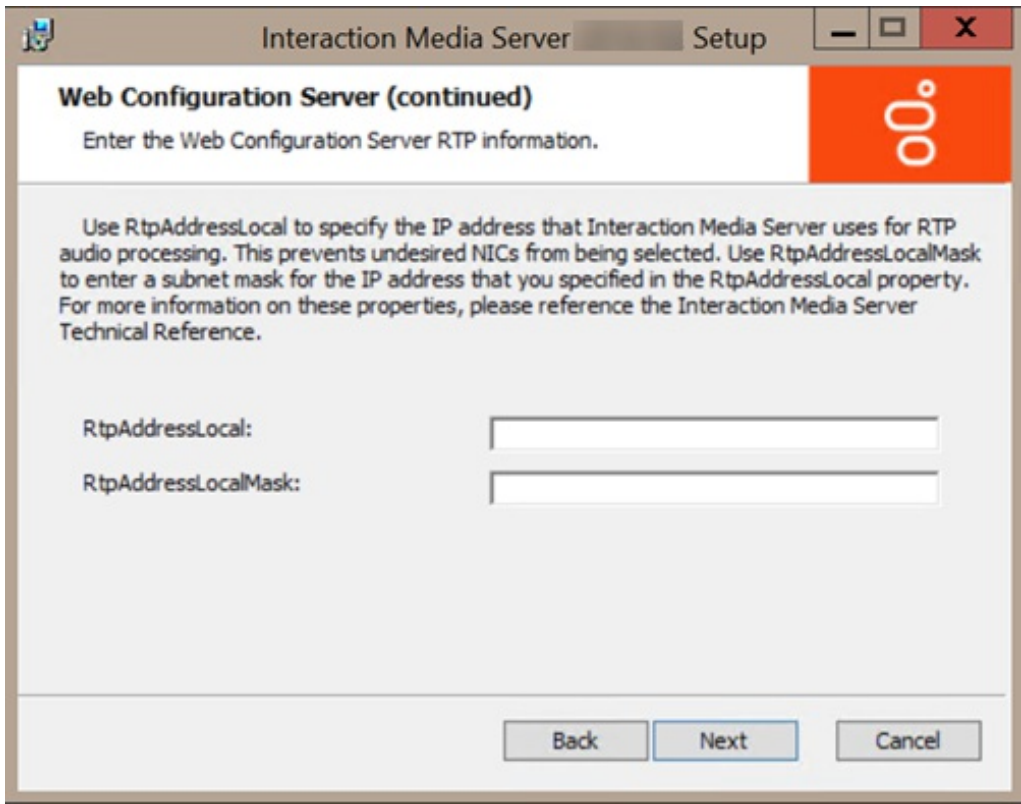 Interaction Media Server Setup
Web Configuration Server (continued)
Enter the Web Configuration Server RTP information.
Use RtpAddressLocal to specify the IP address that Interaction Media Server uses for RTP
audio processing. This prevents undesired NICs from being selected. Use RtpAddressLocalMask
to enter a subnet mask for the IP address that you specified in the RtpAddressLocal property.
For more information on these properties, please reference the Interaction Media Server
Technical Reference.
RtpAddressLocal:
RtpAddressLocalMask:
Back Next Cancel